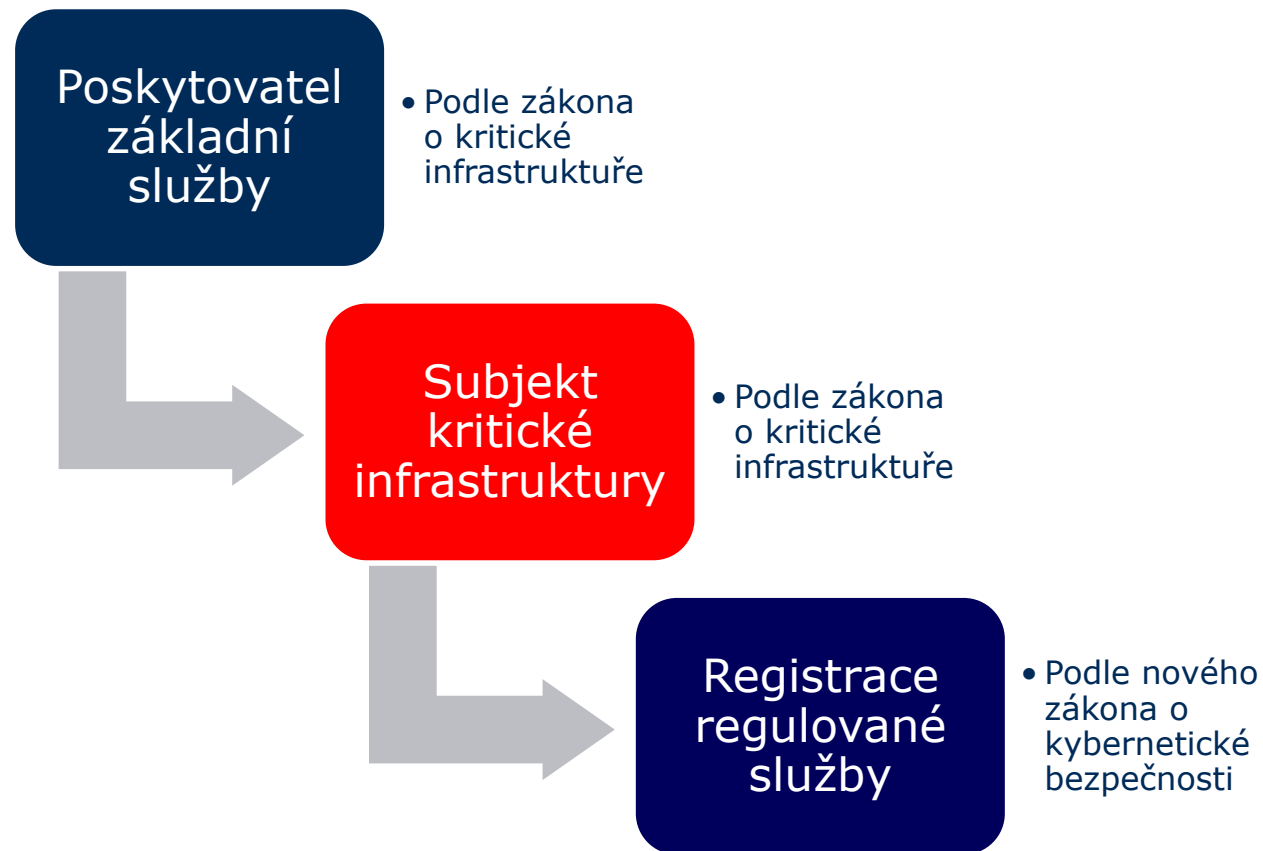 Poskytovatel
základní
služby
• Podle zákona
o kritické
infrastruktuře
Subjekt
kritické
infrastruktury
• Podle zákona
o kritické
infrastruktuře
Registrace
regulované
služby
• Podle nového
zákona o
kybernetické
bezpečnosti